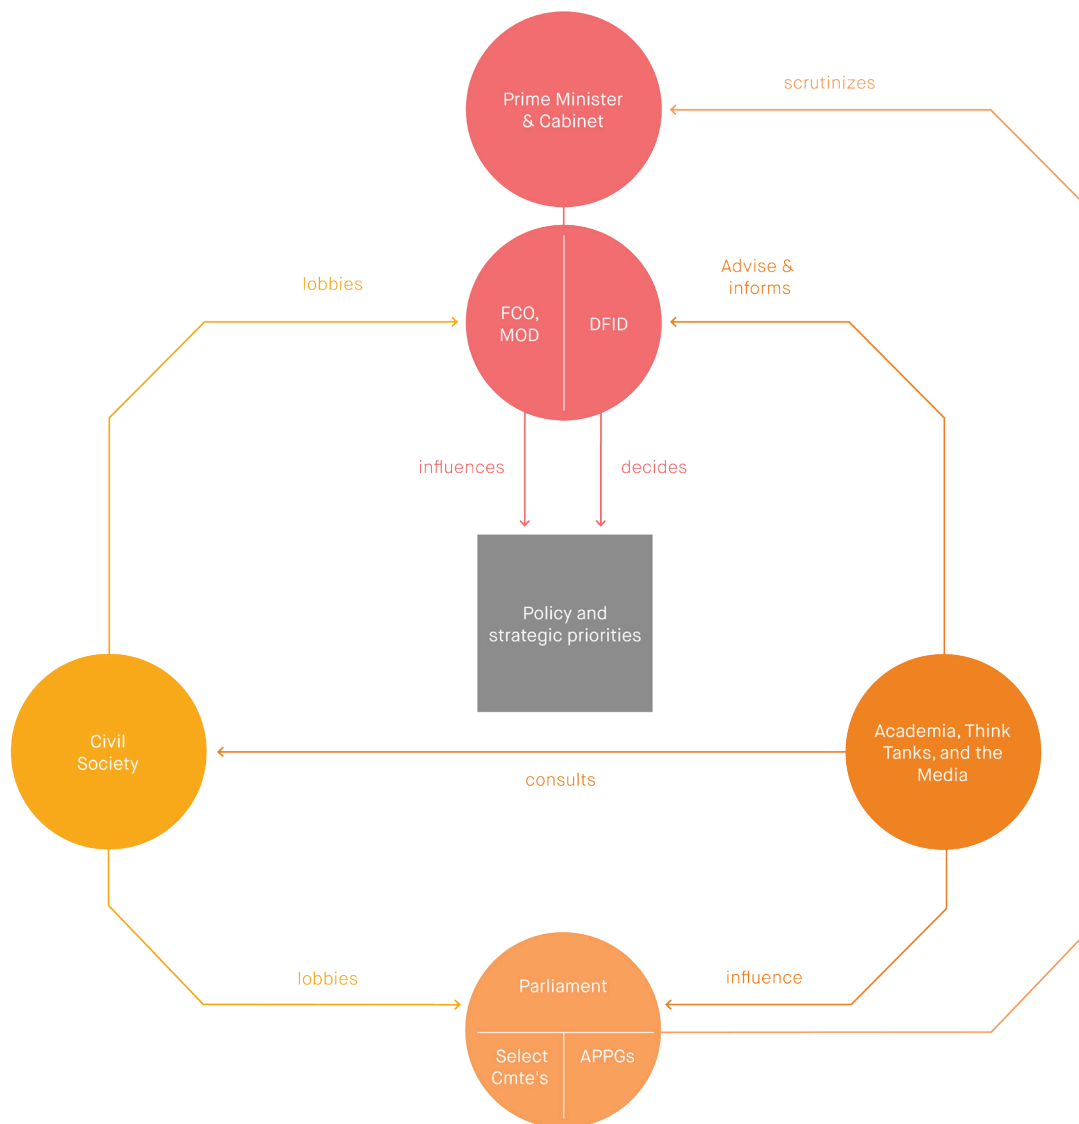 Prime Minister
& Cabinet
scrutinizes
lobbies
Advise &
informs
FCO,
MOD
DFID
influences
decides
Policy and
strategic priorities
Civil
Society
Academia, Think
Tanks, and the
Media
consults
lobbies
influence
Parliament
Select
Cmte's
APPGs